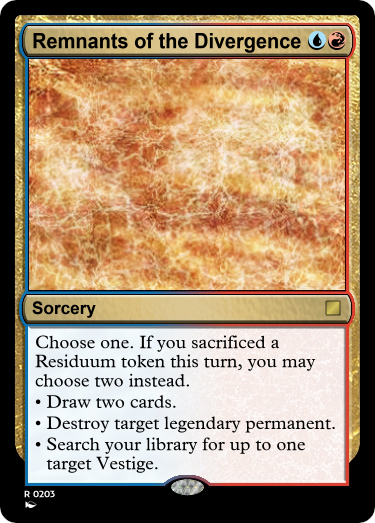 Remnants of the Divergence
Sorcery
Choose one. If you sacrificed a
Residuum token this turn, you may
choose two instead.
• Draw two cards.
• Destroy target legendary permanent.
• Search your library for up to one
target Vestige.
R 0203